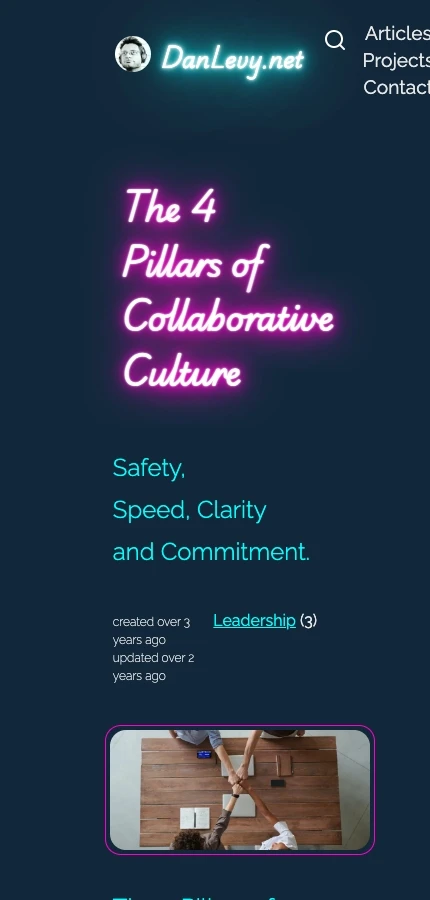 DanLevy.net
Articles
Projects
Contact
The 4
Pillars of
Collaborative
Culture
Safety,
Speed, Clarity
and Commitment.
created over 3
years ago
updated over 2
years ago
Leadership (3)